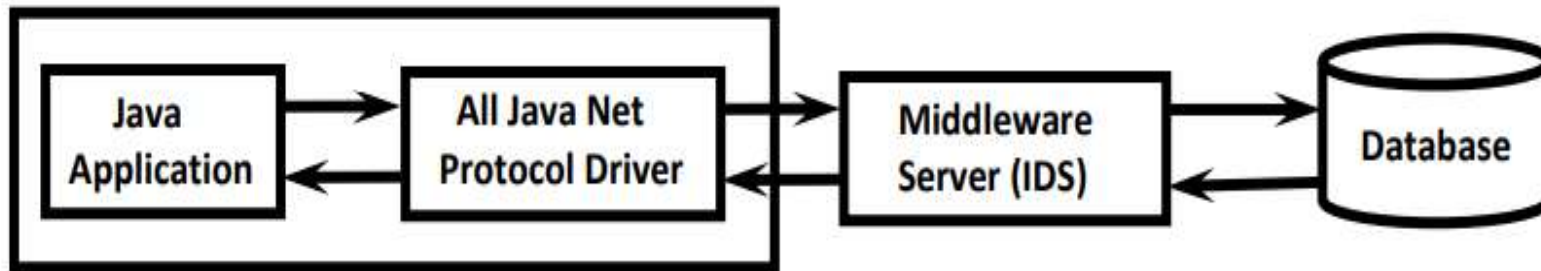 Java
Application
All Java Net
Protocol Driver
Middleware
Server (IDS)
Database